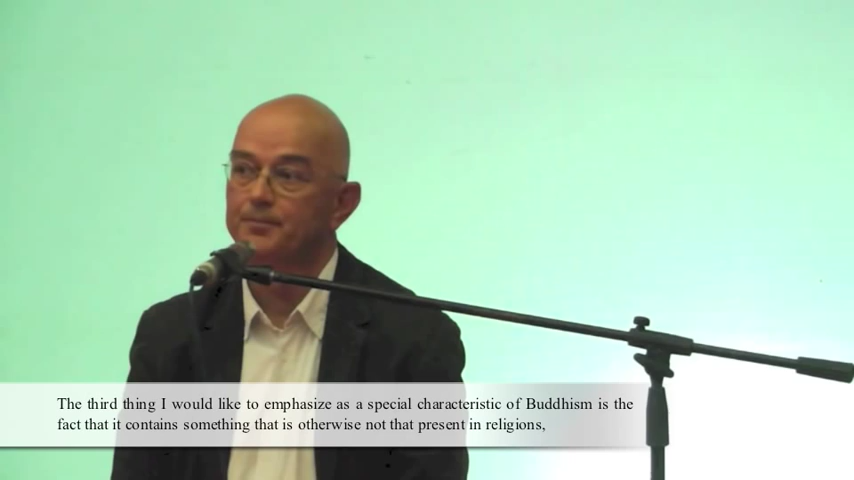 The third thing I would like to emphasize as a special characteristic of Buddhism is the
fact that it contains something that is otherwise not that present in religions,